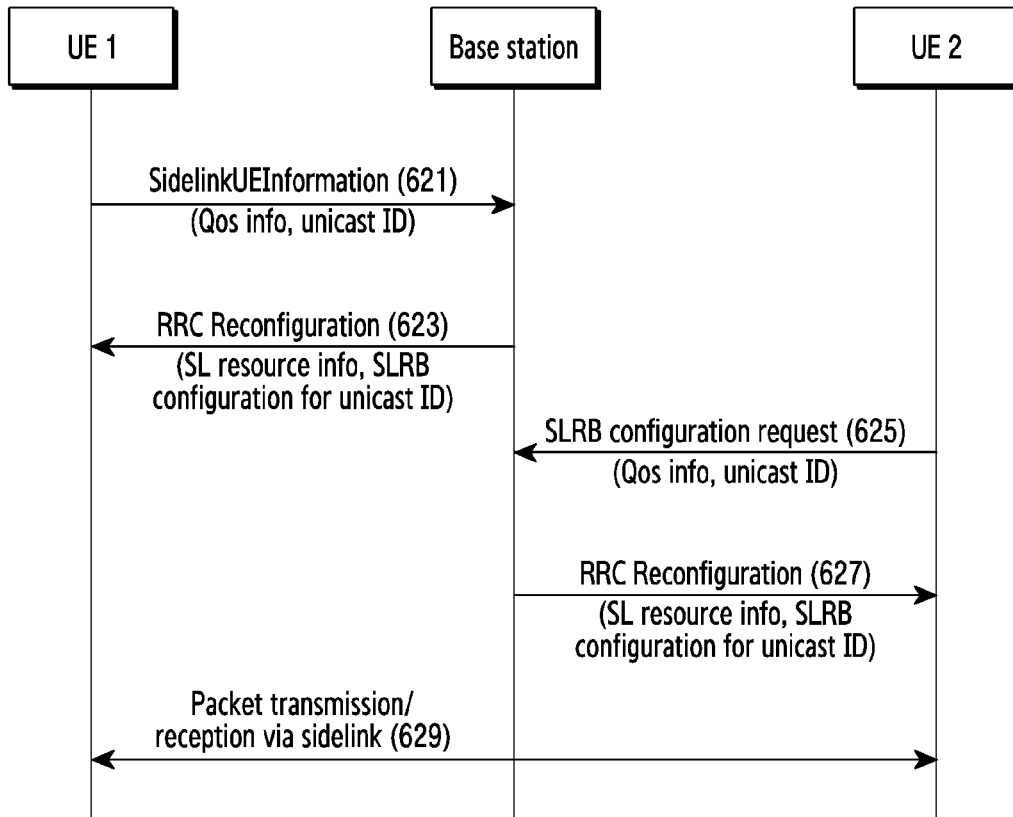 UE 1
Base station
UE 2
SidelinkUEInformation (621)
(Qos info, unicast ID)
RRC Reconfiguration (623)
(SL resource info, SLRB
configuration for unicast ID)
SLRB configuration request (625)
(Qos info, unicast ID)
RRC Reconfiguration (627)
(SL resource info, SLRB
configuration for unicast ID)
Packet transmission/
reception via sidelink (629)